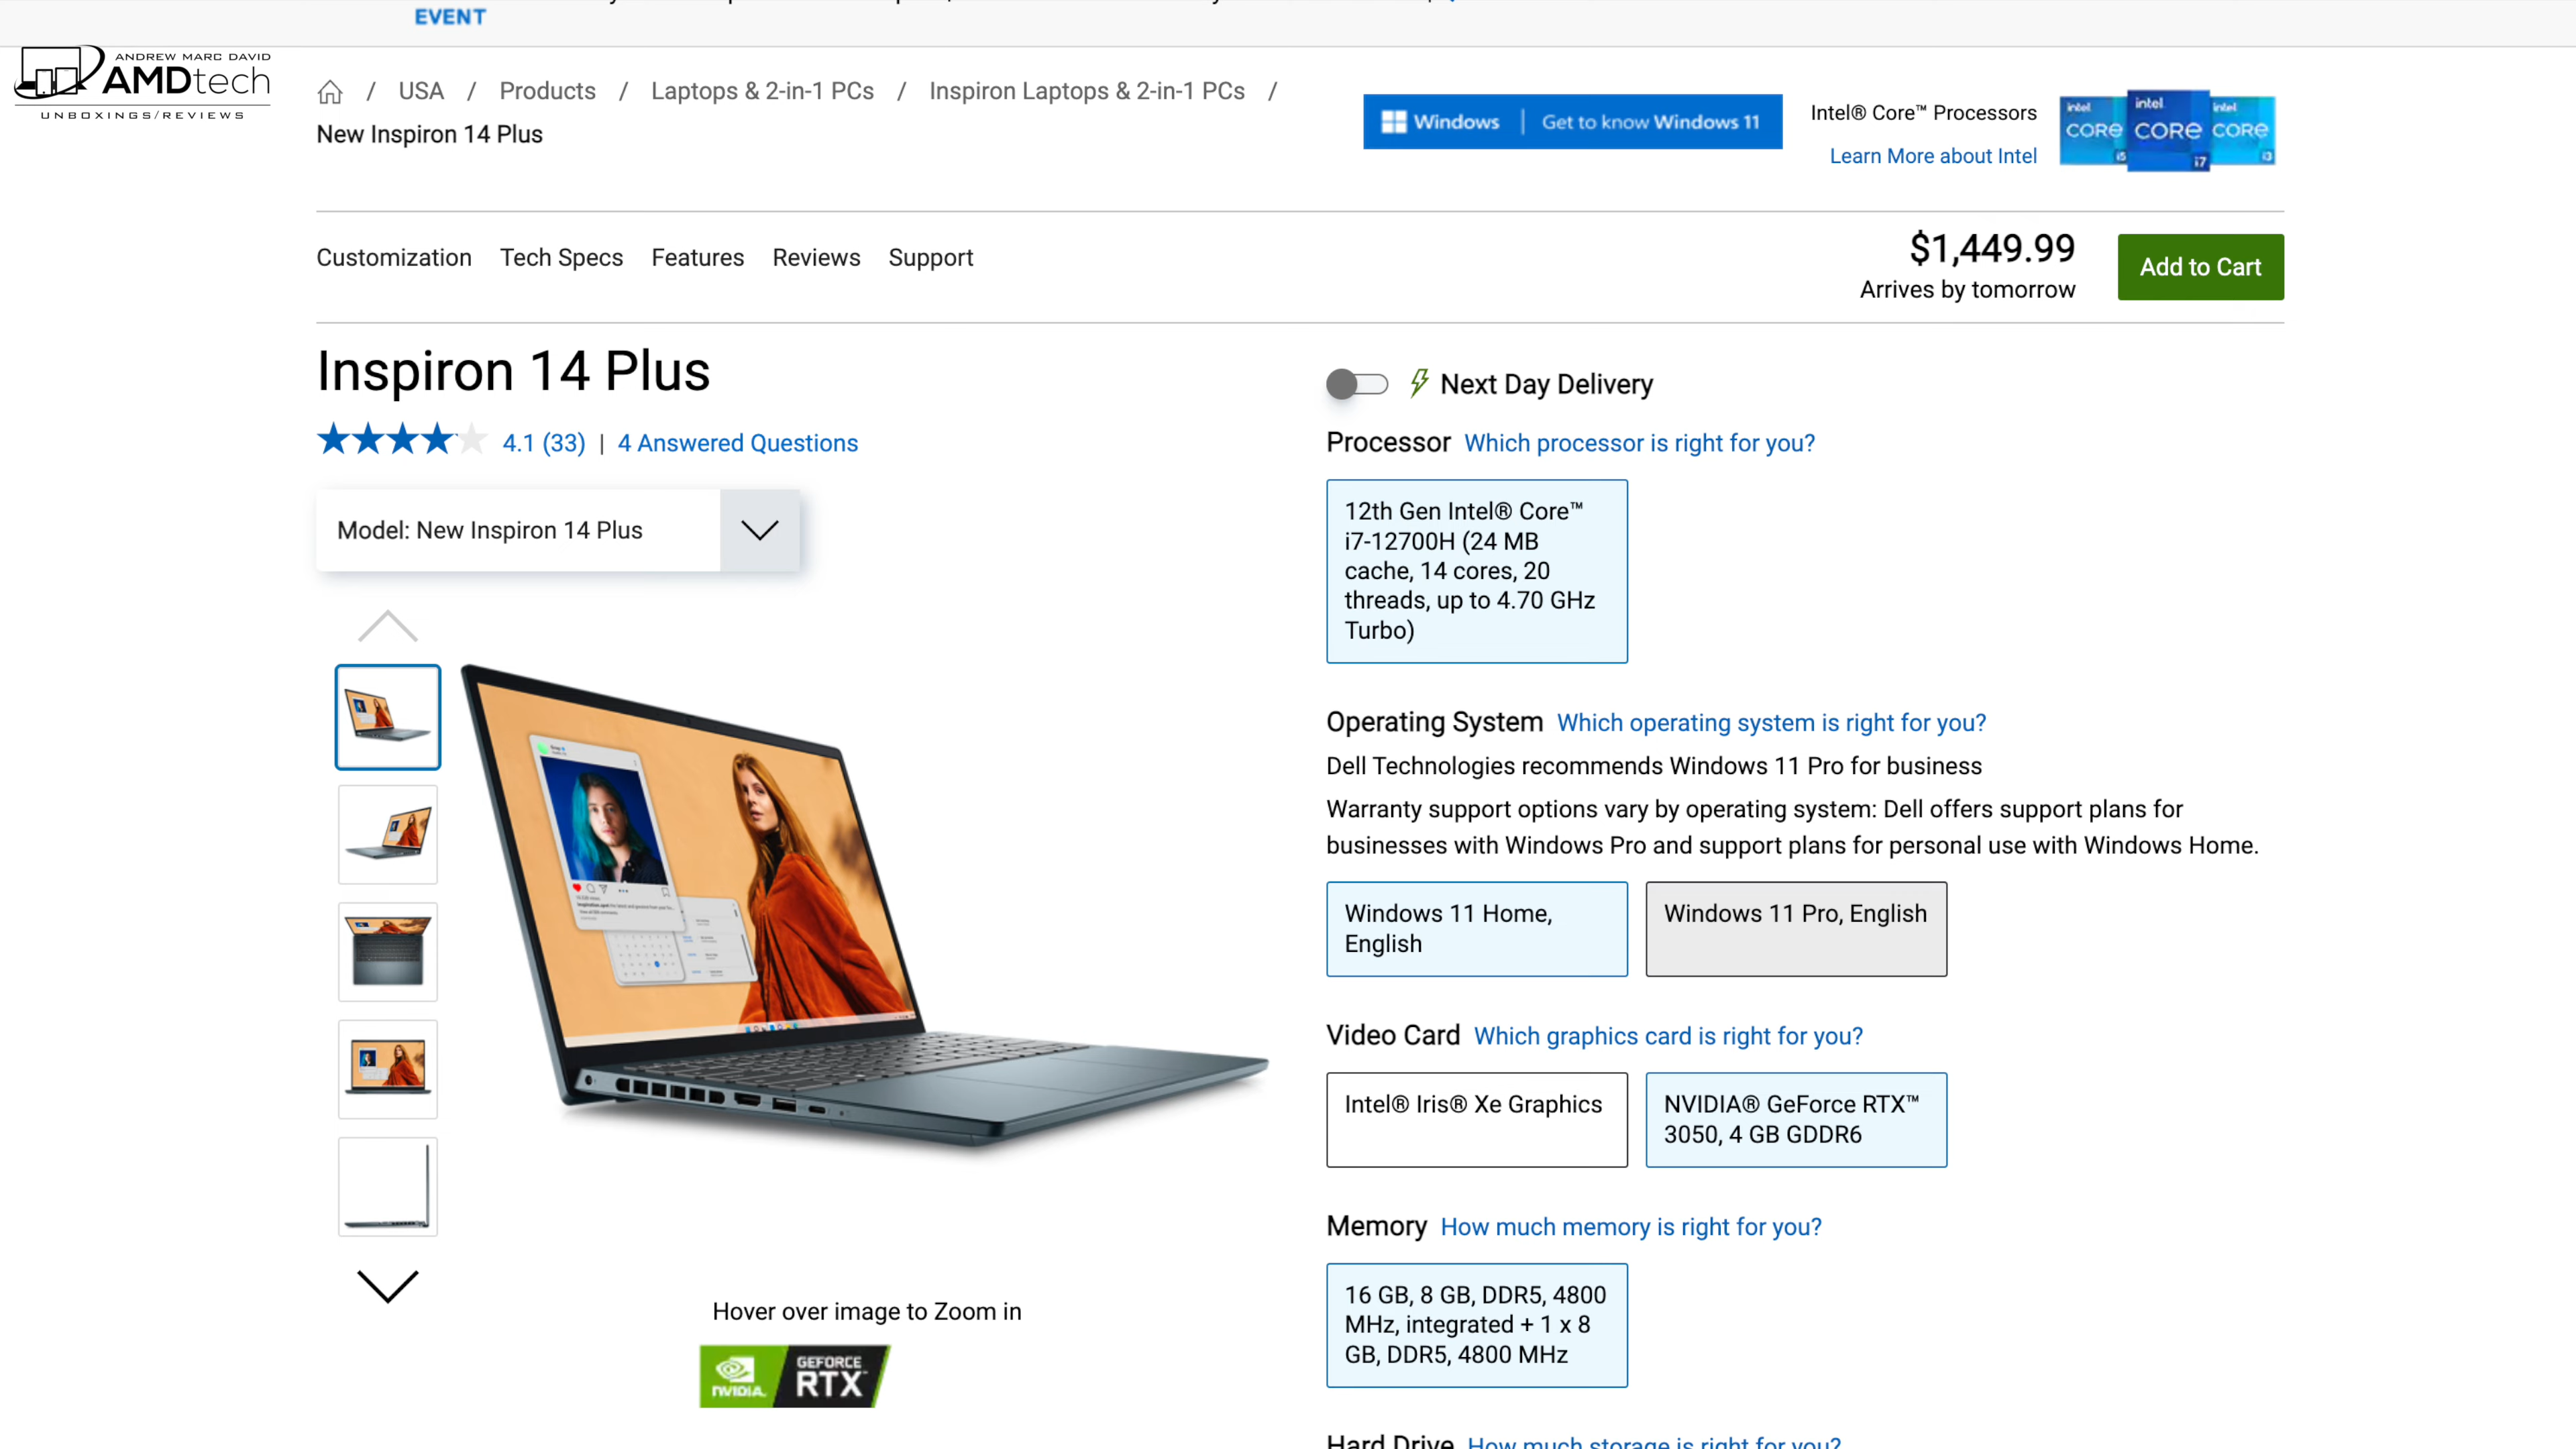 EVENT
ANDREW MARC DAVID
AMDtech
UNBOXINGS/REVIEWS
/ USA / Products / Laptops & 2-in-1 PCs / Inspiron Laptops & 2-in-1 PCs /
New Inspiron 14 Plus
Windows | Get to know Windows 11
Intel® Core™ Processors
Learn More about Intel
intel intel intel
CORE CORE CORE
i5 i7 i3
Customization Tech Specs Features Reviews Support
$1,449.99
Arrives by tomorrow
Add to Cart
Inspiron 14 Plus
4.1 (33) | 4 Answered Questions
Model: New Inspiron 14 Plus
Hover over image to Zoom in
NVIDIA. GEFORCE
RTX™
Next Day Delivery
Processor Which processor is right for you?
12th Gen Intel® Core™
i7-12700H (24 MB
cache, 14 cores, 20
threads, up to 4.70 GHz
Turbo)
Operating System Which operating system is right for you?
Dell Technologies recommends Windows 11 Pro for business
Warranty support options vary by operating system: Dell offers support plans for
businesses with Windows Pro and support plans for personal use with Windows Home.
Windows 11 Home,
English
Windows 11 Pro, English
Video Card Which graphics card is right for you?
Intel® Iris® Xe Graphics
NVIDIA® GeForce RTX™
3050, 4 GB GDDR6
Memory How much memory is right for you?
16 GB, 8 GB, DDR5, 4800
MHz, integrated + 1 x 8
GB, DDR5, 4800 MHz
Hard Drive How much storage is right for you?